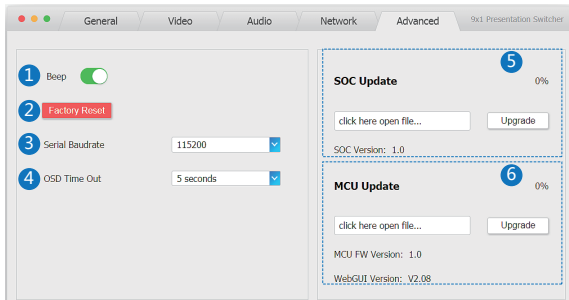 General Video Audio Network Advanced 9x1 Presentation Switcher
1 Beep
2 Factory Reset
3 Serial Baudrate 115200
4 OSD Time Out 5 seconds
5
SOC Update 0%
click here open file... Upgrade
SOC Version: 1.0
6
MCU Update 0%
click here open file... Upgrade
MCU FW Version: 1.0
WebGUI Version: V2.08